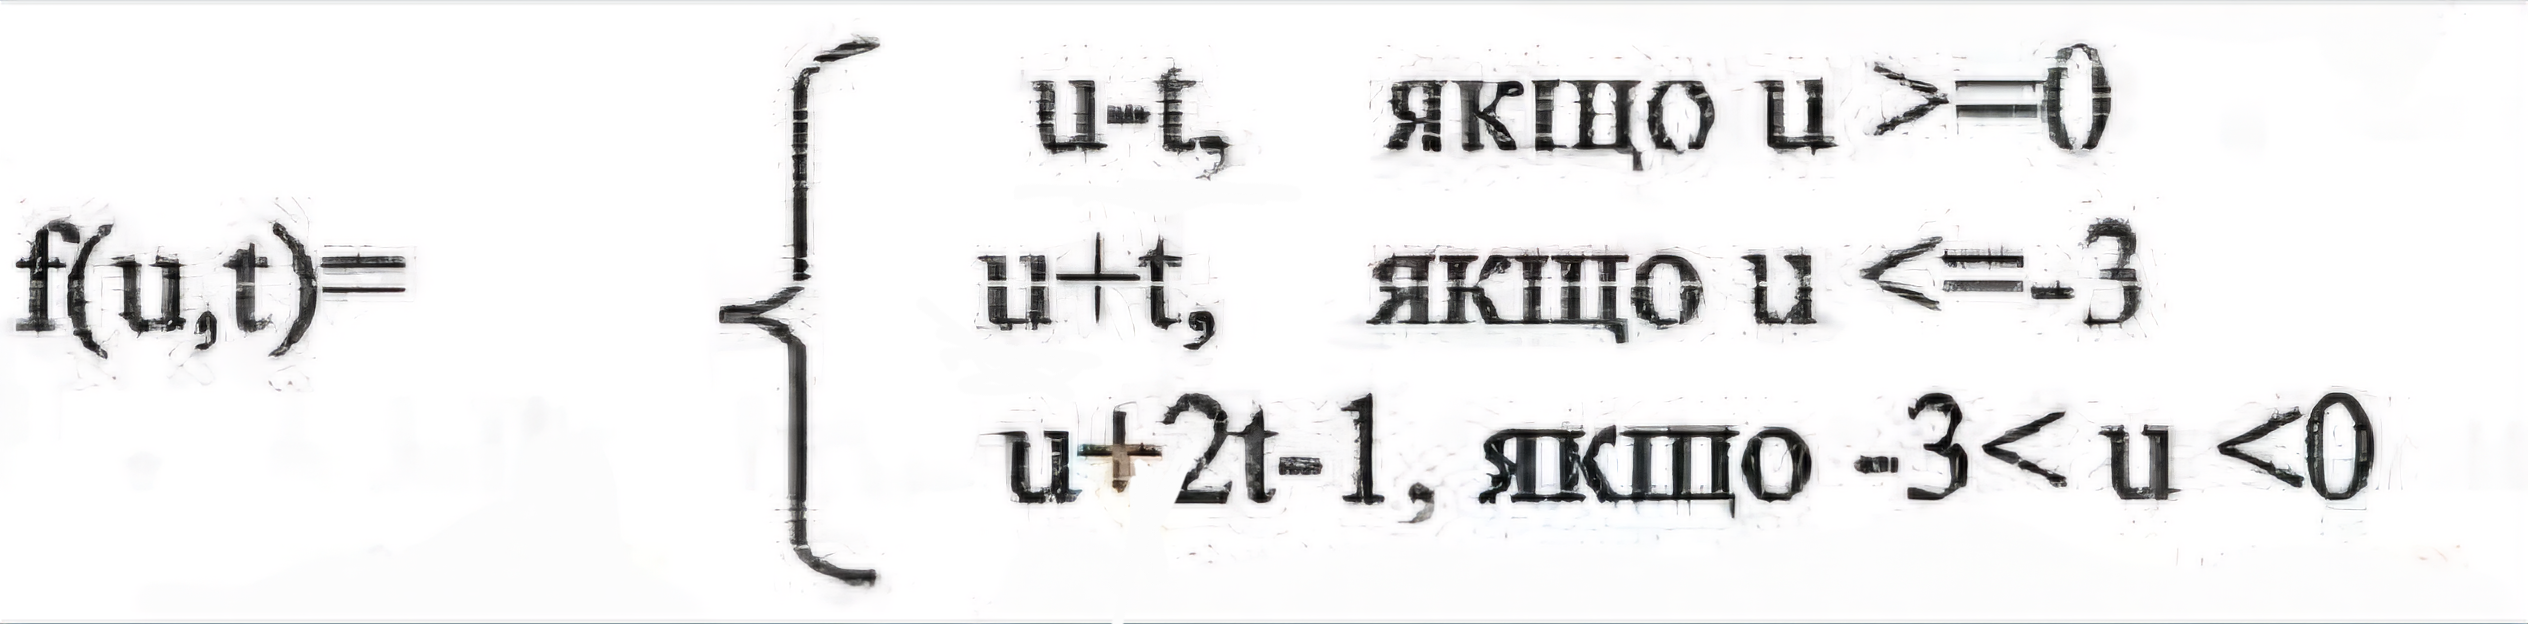 u-t, якщо u >=0
f(u,t)= u+t, якщо u <=-3
u+2t-1, якщо -3< u <0